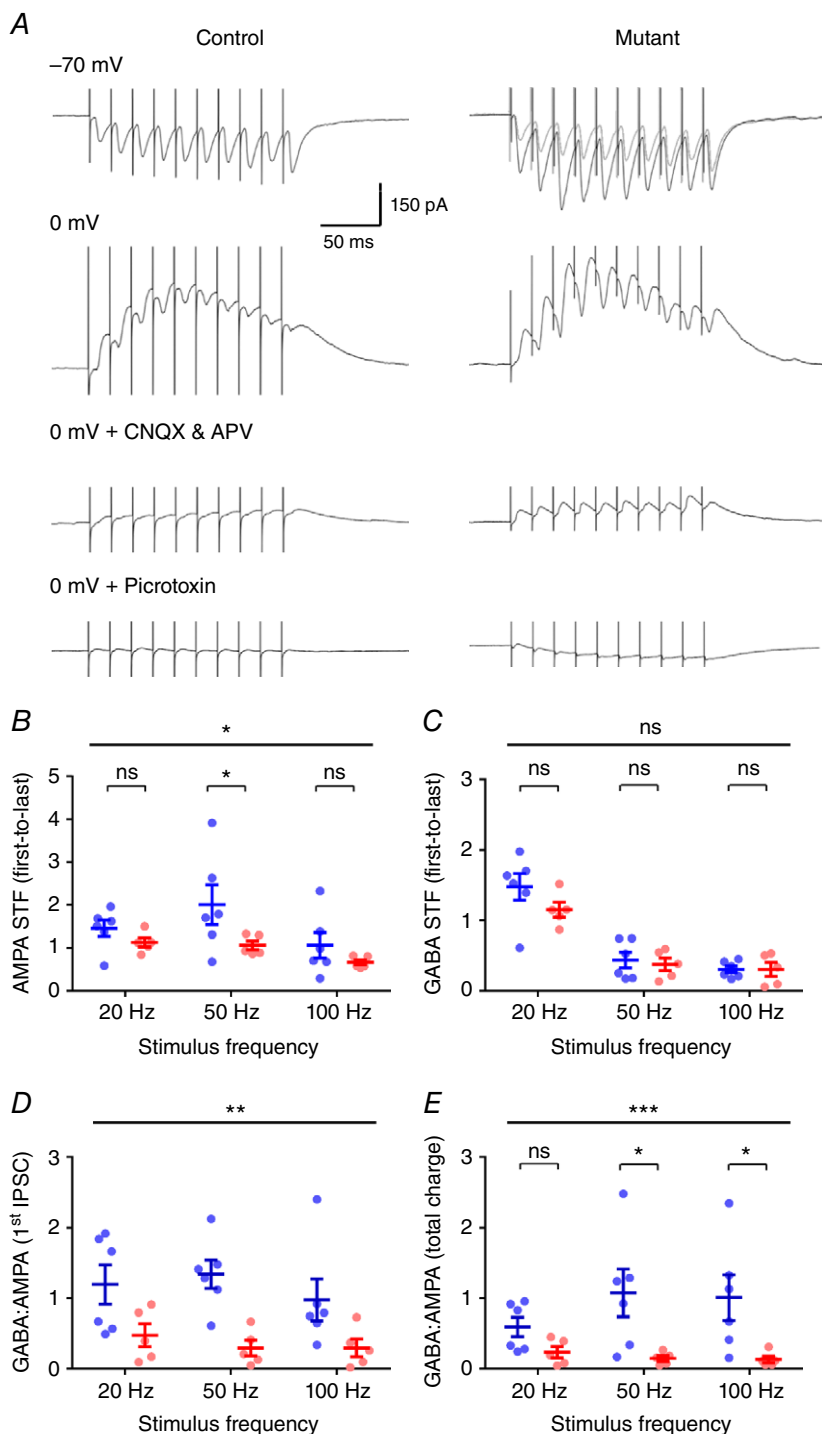 A
Control
Mutant
–70 mV
150 pA
50 ms
0 mV
0 mV + CNQX & APV
0 mV + Picrotoxin
B
*
ns
*
ns
5
4
3
2
1
0
AMPA STF (first-to-last)
20 Hz
50 Hz
100 Hz
Stimulus frequency
C
ns
ns
ns
ns
3
2
1
0
GABA STF (first-to-last)
20 Hz
50 Hz
100 Hz
Stimulus frequency
D
**
3
2
1
0
GABA:AMPA (1st IPSC)
20 Hz
50 Hz
100 Hz
Stimulus frequency
E
***
ns
*
*
3
2
1
0
GABA:AMPA (total charge)
20 Hz
50 Hz
100 Hz
Stimulus frequency